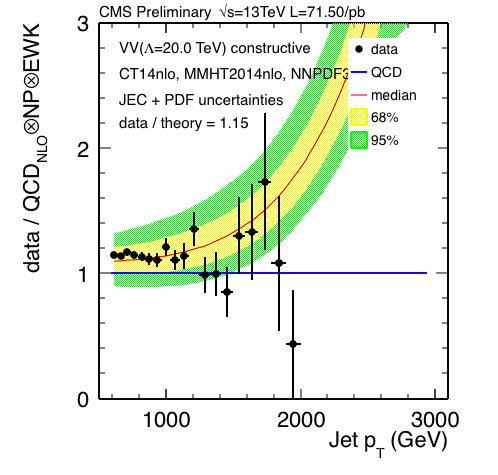 CMS Preliminary √s=13TeV L=71.50/pb
data / QCD_NLO⊗NP⊗EWK
3
2
1
0
VV(Λ=20.0 TeV) constructive
CT14nlo, MMHT2014nlo, NNPDF3
JEC + PDF uncertainties
data / theory = 1.15
data
QCD
median
68%
95%
1000 2000 3000
Jet p_T (GeV)